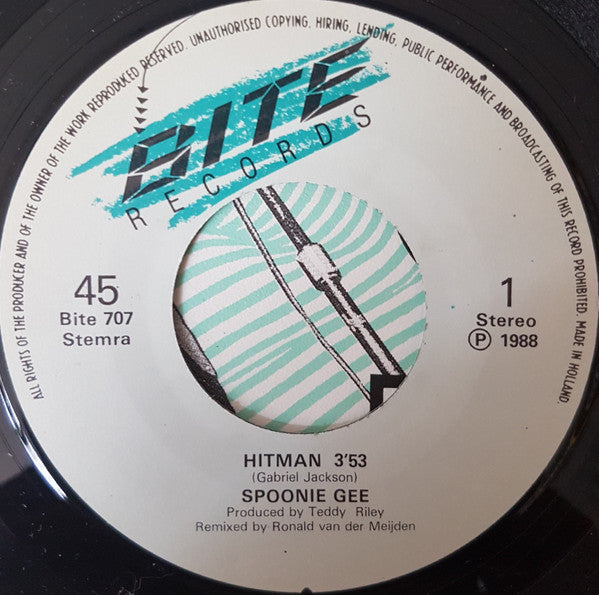 ALL RIGHTS OF THE PRODUCER AND OF THE OWNER OF THE WORK REPRODUCED RESERVED. UNAUTHORISED COPYING, HIRING, LENDING, PUBLIC PERFORMANCE AND BROADCASTING OF THIS RECORD PROHIBITED. MADE IN HOLLAND.
BITE
RECORDS
45
Bite 707
Stemra
1
Stereo
Ⓟ 1988
HITMAN 3'53
(Gabriel Jackson)
SPOONIE GEE
Produced by Teddy Riley
Remixed by Ronald van der Meijden